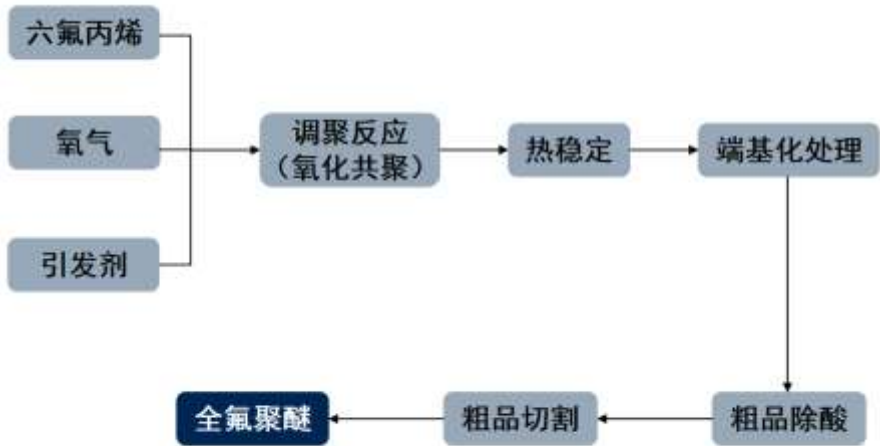 六氟丙烯
氧气
引发剂
调聚反应
（氧化共聚）
热稳定
端基化处理
粗品除酸
粗品切割
全氟聚醚